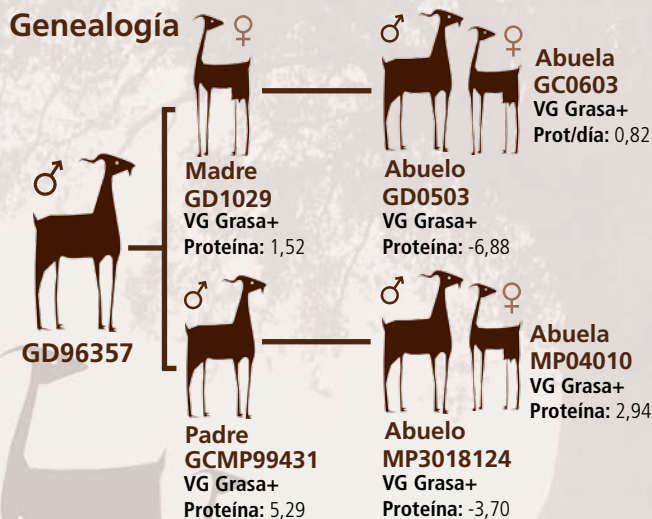 Genealogía
Abuela
GC0603
VG Grasa+
Prot/día: 0,82
Madre
GD1029
VG Grasa+
Proteína: 1,52
Abuelo
GD0503
VG Grasa+
Proteína: -6,88
GD96357
Abuela
MP04010
VG Grasa+
Proteína: 2,94
Padre
GCMP99431
VG Grasa+
Proteína: 5,29
Abuelo
MP3018124
VG Grasa+
Proteína: -3,70